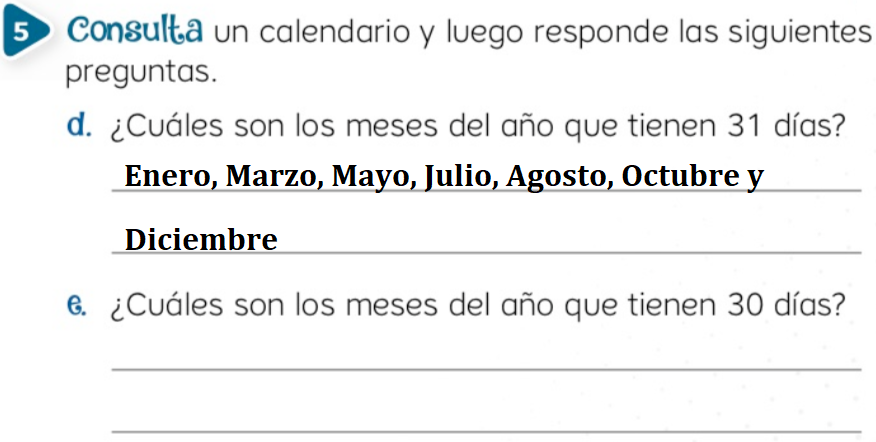 5 Consulta un calendario y luego responde las siguientes
preguntas.
d. ¿Cuáles son los meses del año que tienen 31 días?
Enero, Marzo, Mayo, Julio, Agosto, Octubre y
Diciembre
e. ¿Cuáles son los meses del año que tienen 30 días?